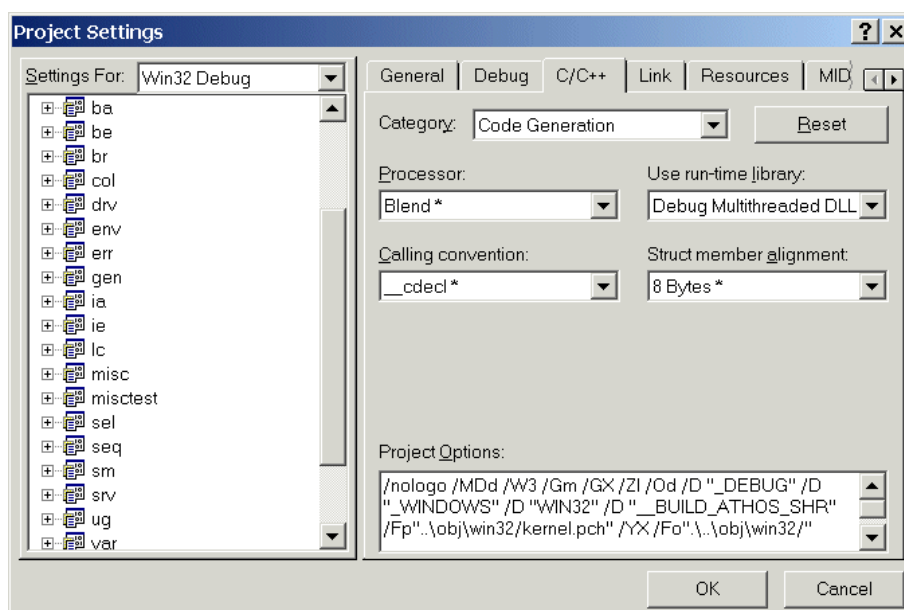 Project Settings
Settings For: Win32 Debug
ba
be
br
col
drv
env
err
gen
ia
ie
lc
misc
misctest
sel
seq
sm
srv
ug
var
General Debug C/C++ Link Resources MID
Category: Code Generation Reset
Processor: Use run-time library:
Blend * Debug Multithreaded DLL
Calling convention: Struct member alignment:
__cdecl * 8 Bytes *
Project Options:
/nologo /MDd /W3 /Gm /GX /ZI /Od /D "_DEBUG" /D
"_WINDOWS" /D "WIN32" /D "__BUILD_ATHOS_SHR"
/Fp"..\obj\win32/kernel.pch" /YX /Fo".\..\obj\win32/"
OK Cancel